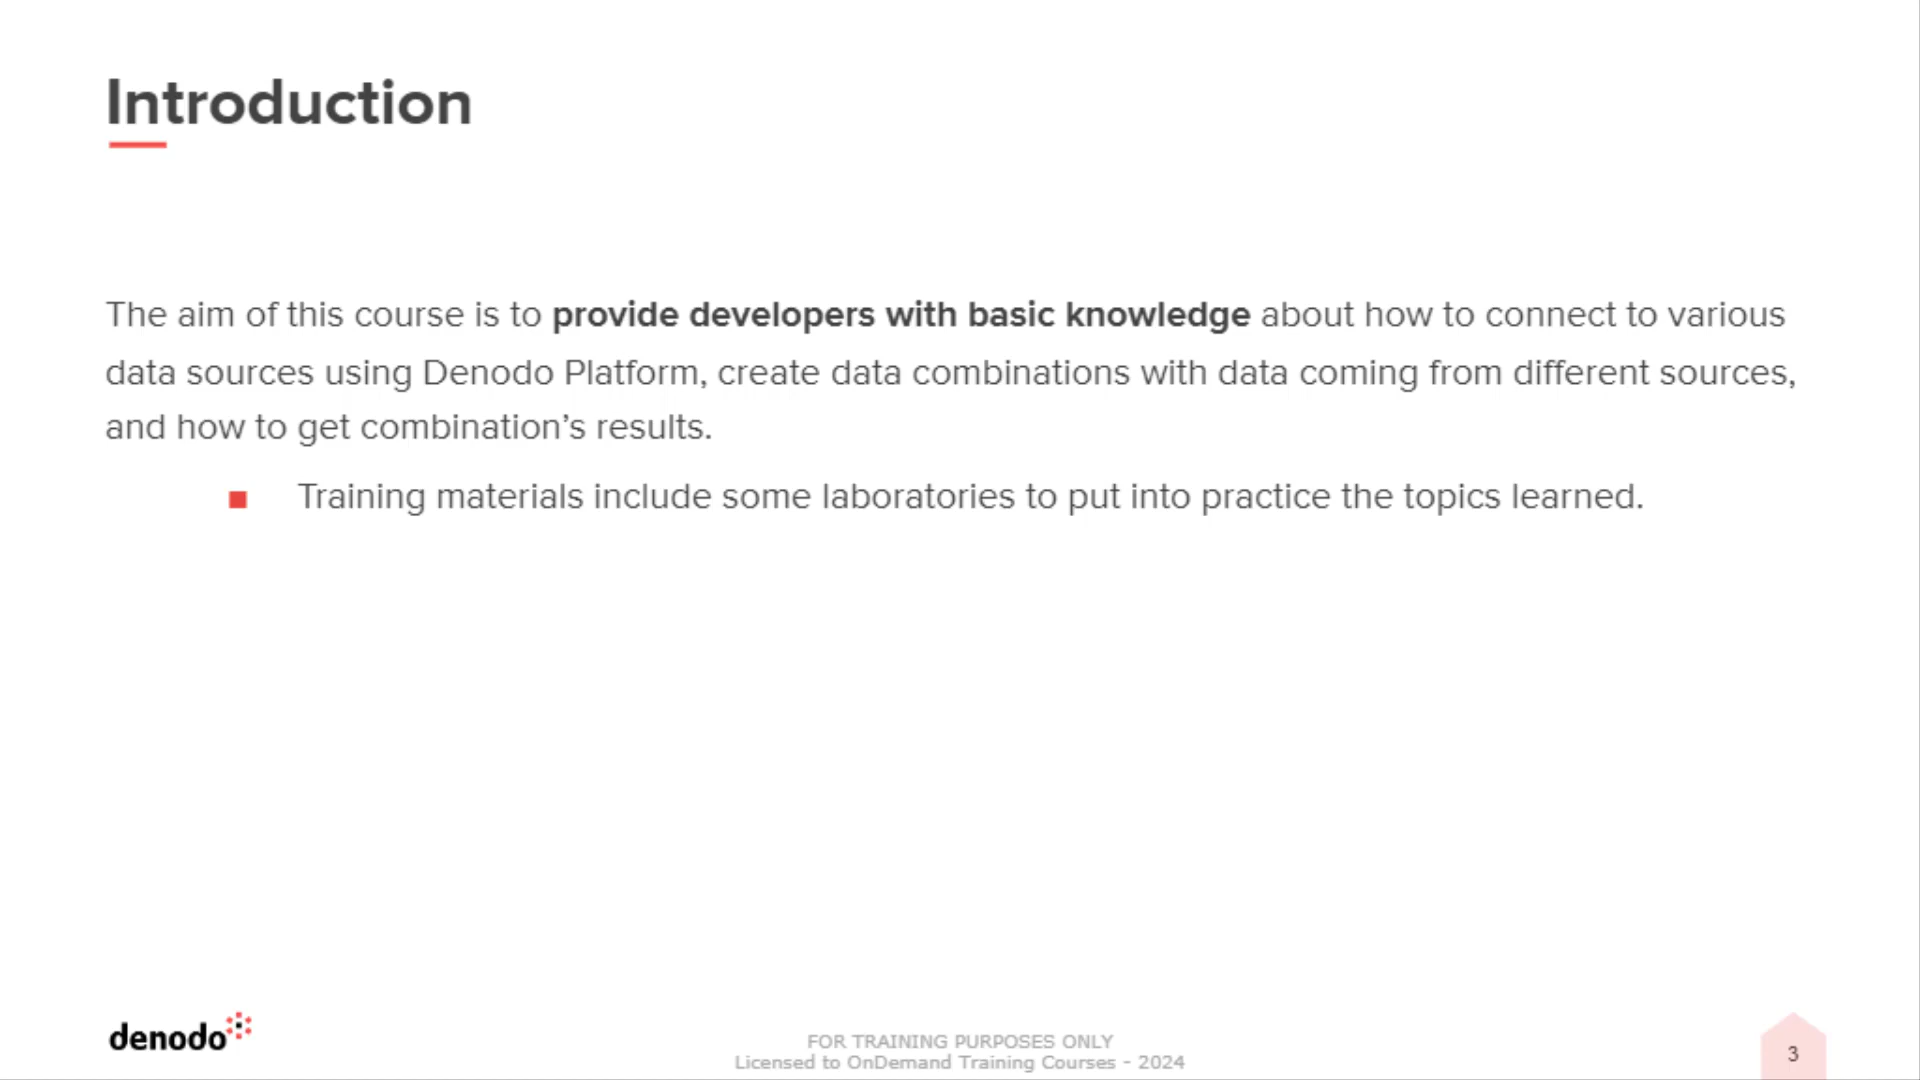 Introduction
The aim of this course is to provide developers with basic knowledge about how to connect to various
data sources using Denodo Platform, create data combinations with data coming from different sources,
and how to get combination’s results.
Training materials include some laboratories to put into practice the topics learned.
denodo
FOR TRAINING PURPOSES ONLY
Licensed to OnDemand Training Courses - 2024
3